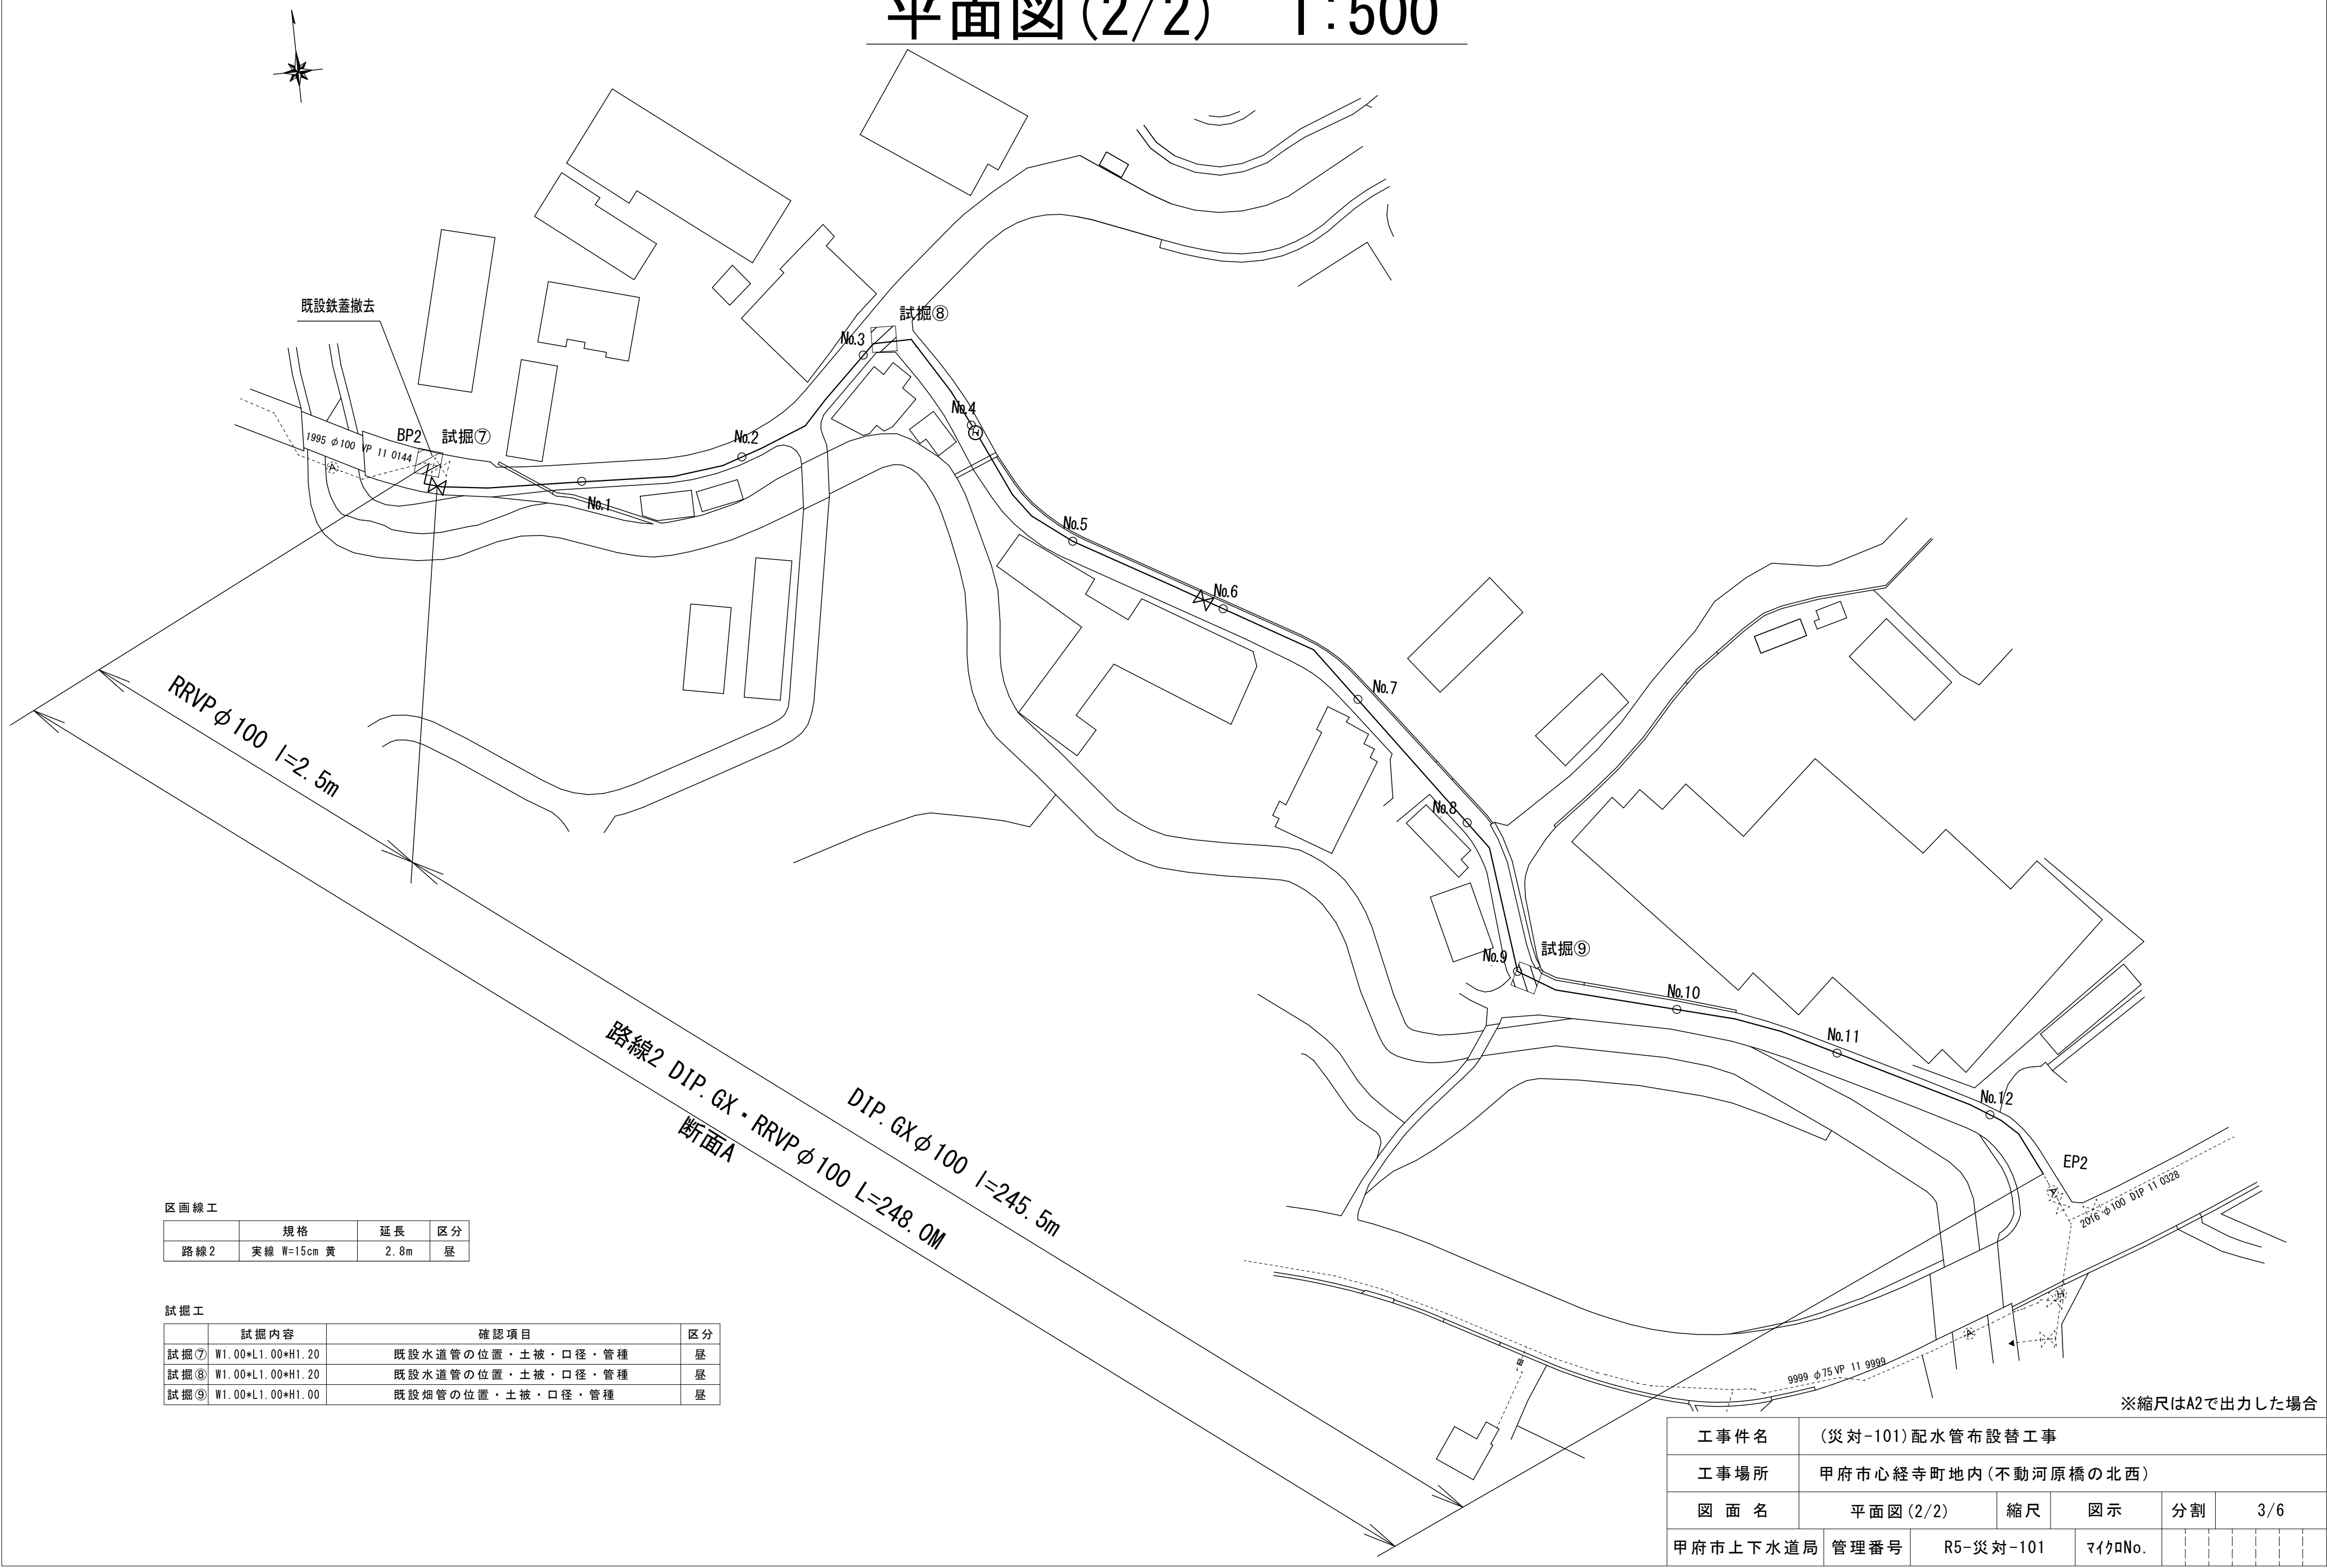 平面図(2/2)　1:500
既設鉄蓋撤去
試掘⑧
No.3
No.4
BP2 試掘⑦
1995 φ100 VP 11 0144
A
No.2
H
No.1
No.5
No.6
No.7
No.8
試掘⑨
No.9
No.10
No.11
No.12
EP2
A
2016 φ100 DIP 11 0328
H
A
9999 φ75 VP 11 9999
RRVPφ100 l=2.5m
DIP.GXφ100 l=245.5m
路線2 DIP.GX・RRVPφ100 L=248.0M
断面A
区画線工
規格 延長 区分
路線2 実線 W=15cm 黄 2.8m 昼
試掘工
試掘内容 確認項目 区分
試掘⑦ W1.00*L1.00*H1.20 既設水道管の位置・土被・口径・管種 昼
試掘⑧ W1.00*L1.00*H1.20 既設水道管の位置・土被・口径・管種 昼
試掘⑨ W1.00*L1.00*H1.00 既設畑管の位置・土被・口径・管種 昼
※縮尺はA2で出力した場合
工事件名 (災対-101)配水管布設替工事
工事場所 甲府市心経寺町地内(不動河原橋の北西)
図面名 平面図(2/2) 縮尺 図示 分割 3/6
甲府市上下水道局 管理番号 R5-災対-101 マイクロNo.